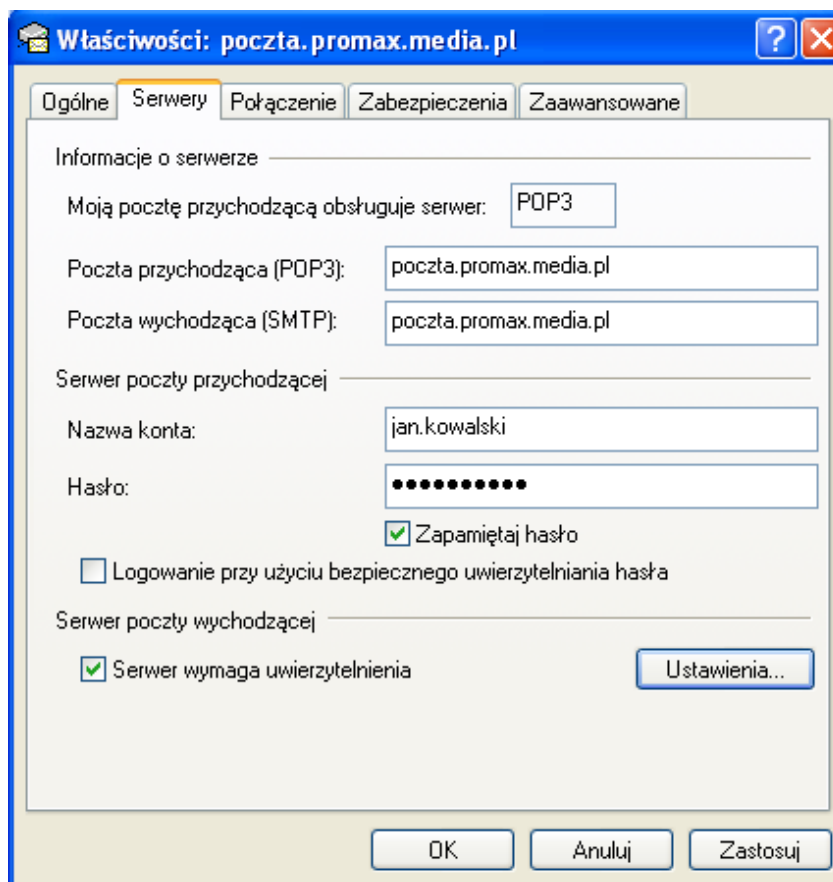 Właściwości: poczta.promax.media.pl
Ogólne Serwery Połączenie Zabezpieczenia Zaawansowane
Informacje o serwerze
Moją pocztę przychodzącą obsługuje serwer: POP3
Poczta przychodząca (POP3): poczta.promax.media.pl
Poczta wychodząca (SMTP): poczta.promax.media.pl
Serwer poczty przychodzącej
Nazwa konta: jan.kowalski
Hasło: ●●●●●●●●●●
Zapamiętaj hasło
Logowanie przy użyciu bezpiecznego uwierzytelniania hasła
Serwer poczty wychodzącej
Serwer wymaga uwierzytelnienia Ustawienia...
OK Anuluj Zastosuj